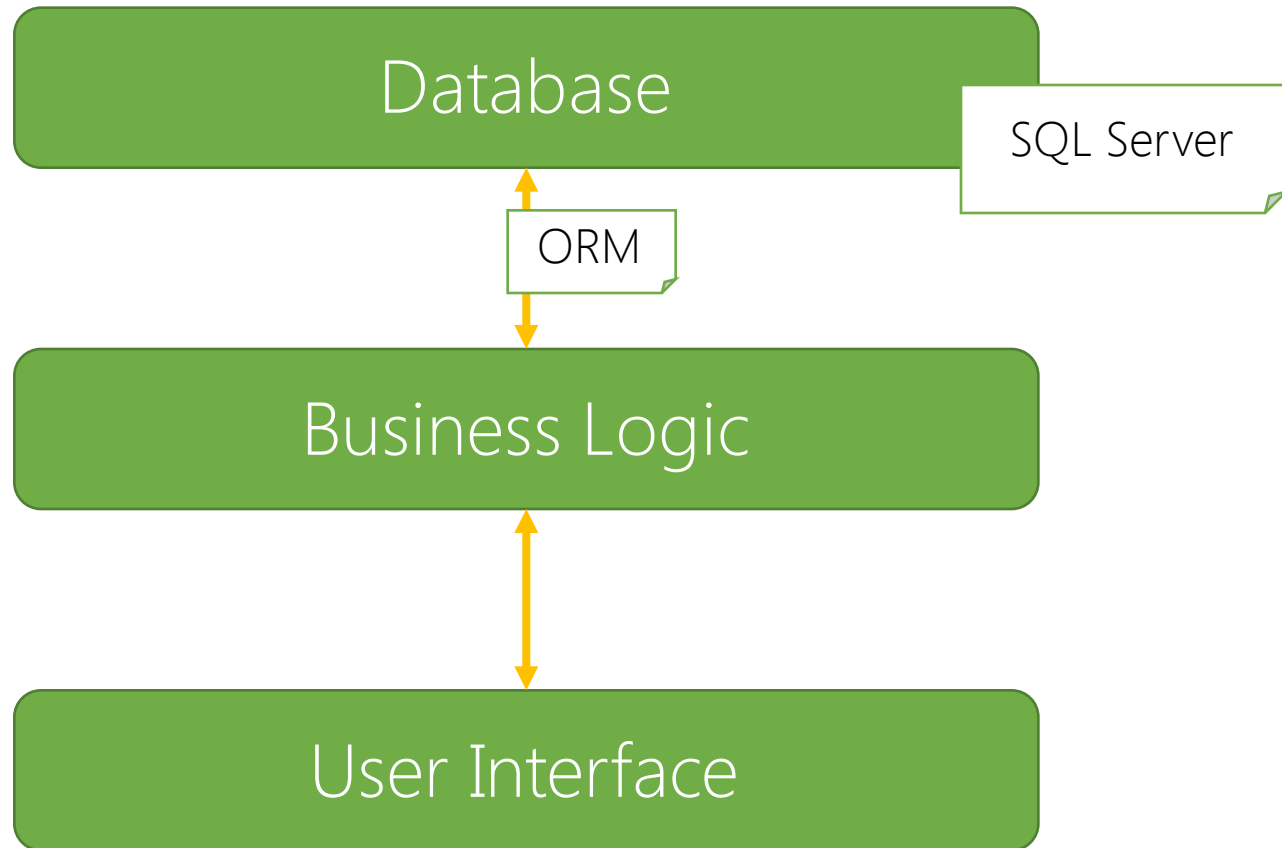 Database
SQL Server
ORM
Business Logic
User Interface